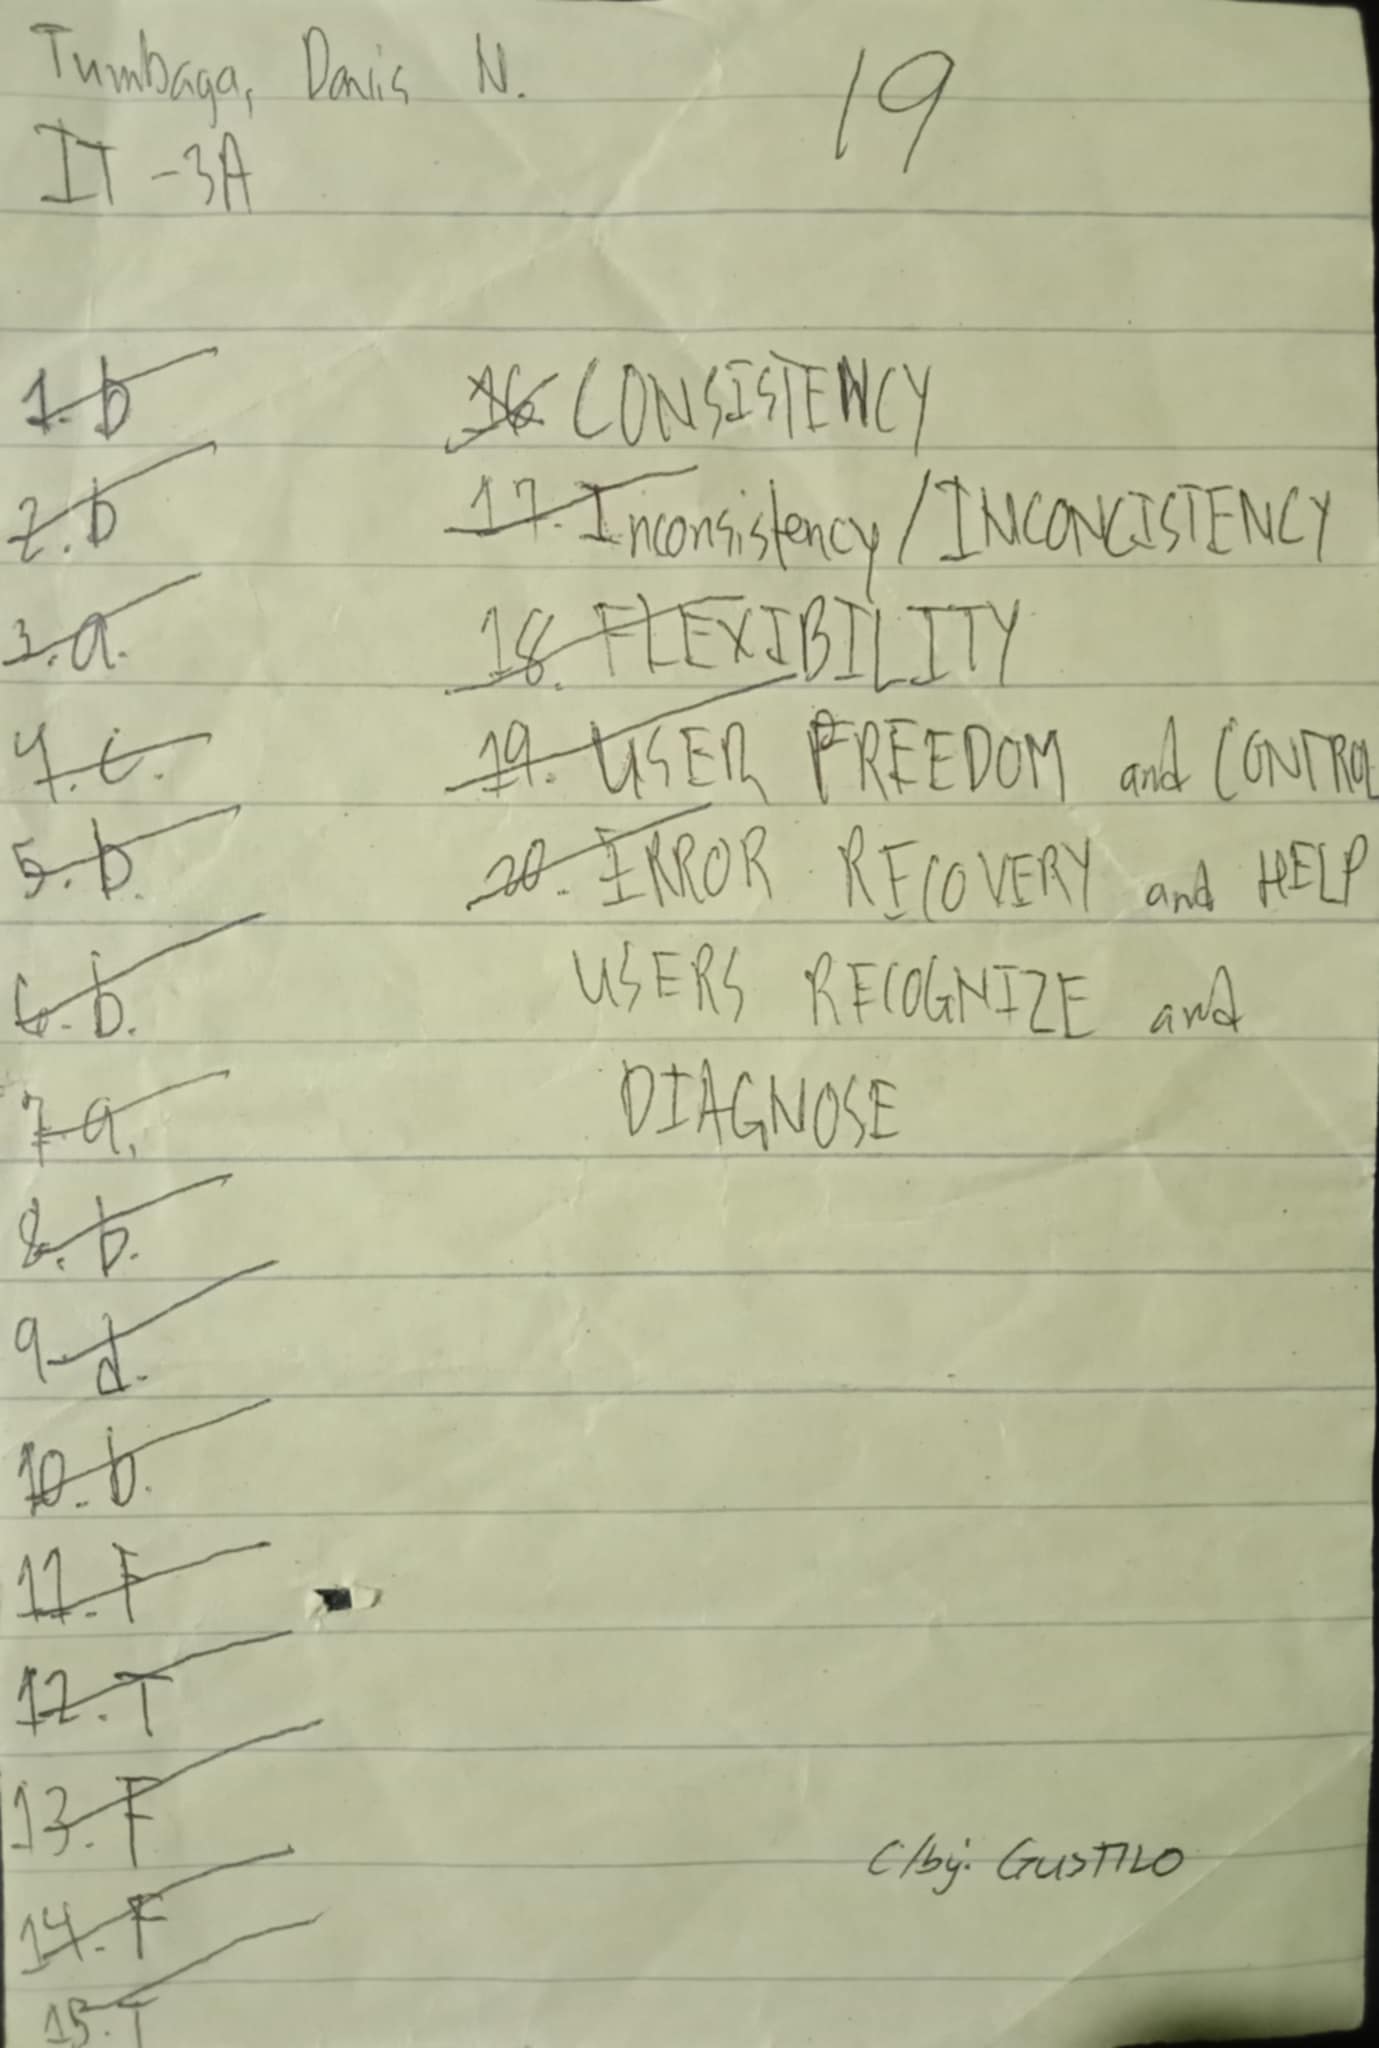 Tumbaga, Danis N.
19
IT -3A
1. b
2. b
3. a.
4. c.
5. b.
6. b.
7. a.
8. b.
9. d.
10. b.
11. F
12. T
13. F
14. F
15. T
16 CONSISTENCY
17. Inconsistency / INCONCISTENCY
18. FLEXIBILITY
19. USER FREEDOM and CONTROL
20. ERROR RECOVERY and HELP
USERS RECOGNIZE and
DIAGNOSE
C/by: GUSTILO